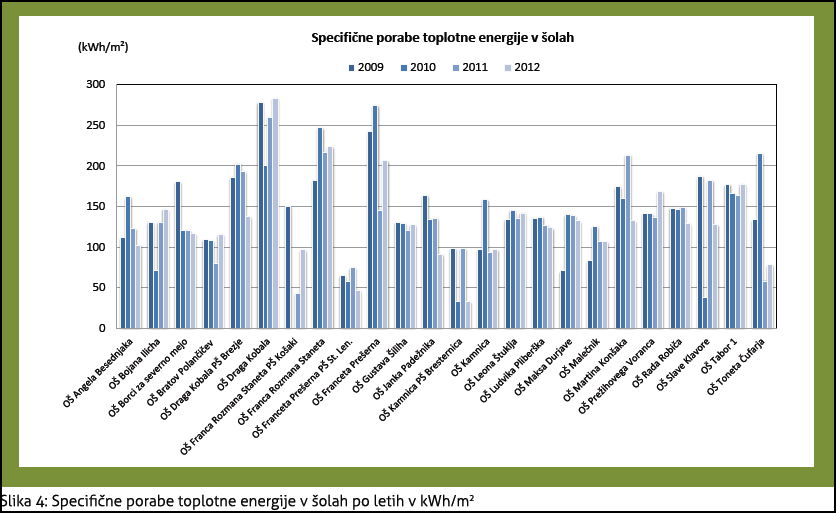 Specifične porabe toplotne energije v šolah
(kWh/m²)
2009 2010 2011 2012
300
250
200
150
100
50
0
OŠ Angela Besednjaka
OŠ Bojana Ilicha
OŠ Borci za severno mejo
OŠ Bratov Polančičev
OŠ Draga Kobala PŠ Brezje
OŠ Draga Kobala
OŠ Franca Rozmana Staneta PŠ Košaki
OŠ Franca Rozmana Staneta
OŠ Franceta Prešerna PŠ St. Len.
OŠ Franceta Prešerna
OŠ Gustava Šiliha
OŠ Janka Padežnika
OŠ Kamnica PŠ Bresternica
OŠ Kamnica
OŠ Leona Štuklja
OŠ Ludvika Pliberška
OŠ Maksa Durjave
OŠ Malečnik
OŠ Martina Konšaka
OŠ Prežihovega Voranca
OŠ Rada Robiča
OŠ Slave Klavore
OŠ Tabor 1
OŠ Toneta Čufarja
Slika 4: Specifične porabe toplotne energije v šolah po letih v kWh/m²